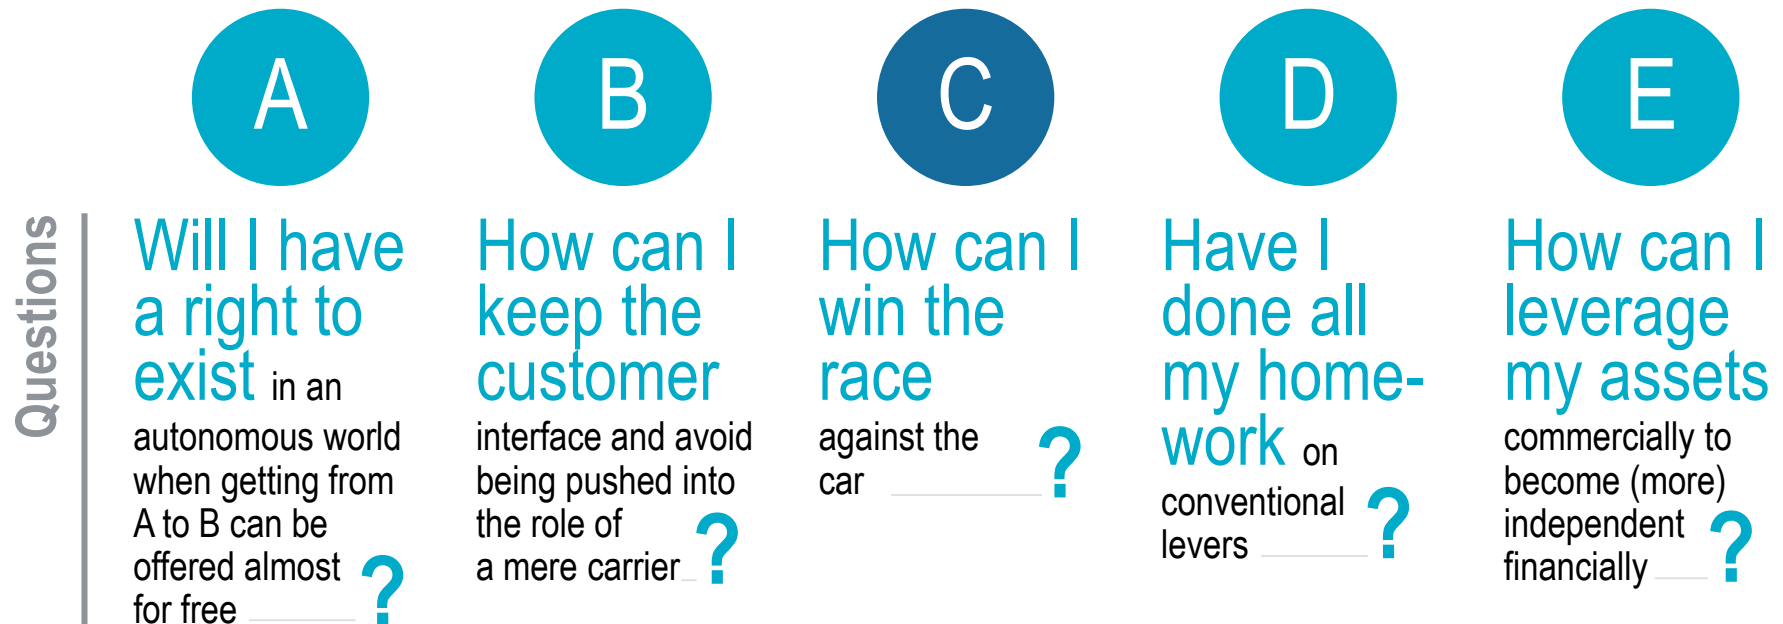 Questions
A
Will I have
a right to
exist in an
autonomous world
when getting from
A to B can be
offered almost
for free ?
B
How can I
keep the
customer
interface and avoid
being pushed into
the role of
a mere carrier ?
C
How can I
win the
race
against the
car ?
D
Have I
done all
my home-
work on
conventional
levers ?
E
How can I
leverage
my assets
commercially to
become (more)
independent
financially ?